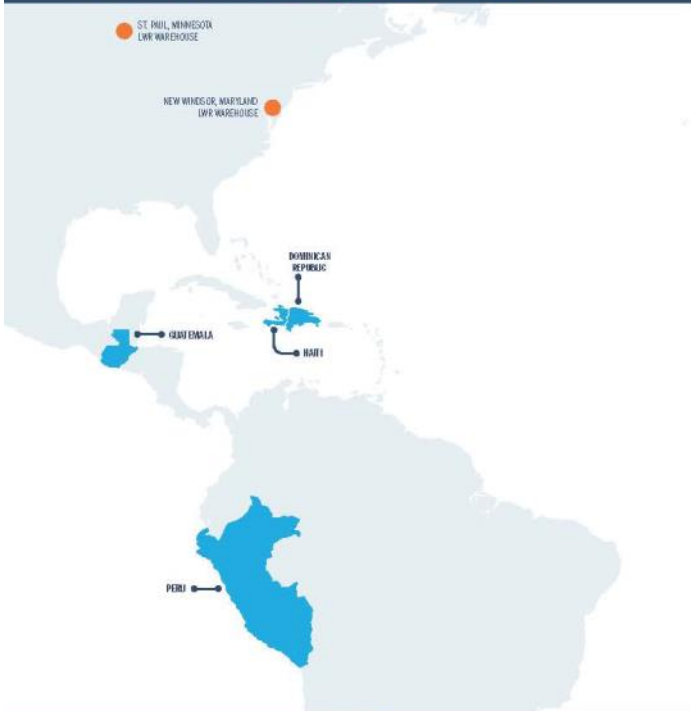 ST. PAUL, MINNESOTA
LWR WAREHOUSE
NEW WINDSOR, MARYLAND
LWR WAREHOUSE
DOMINICAN
REPUBLIC
GUATEMALA
HAITI
PERU